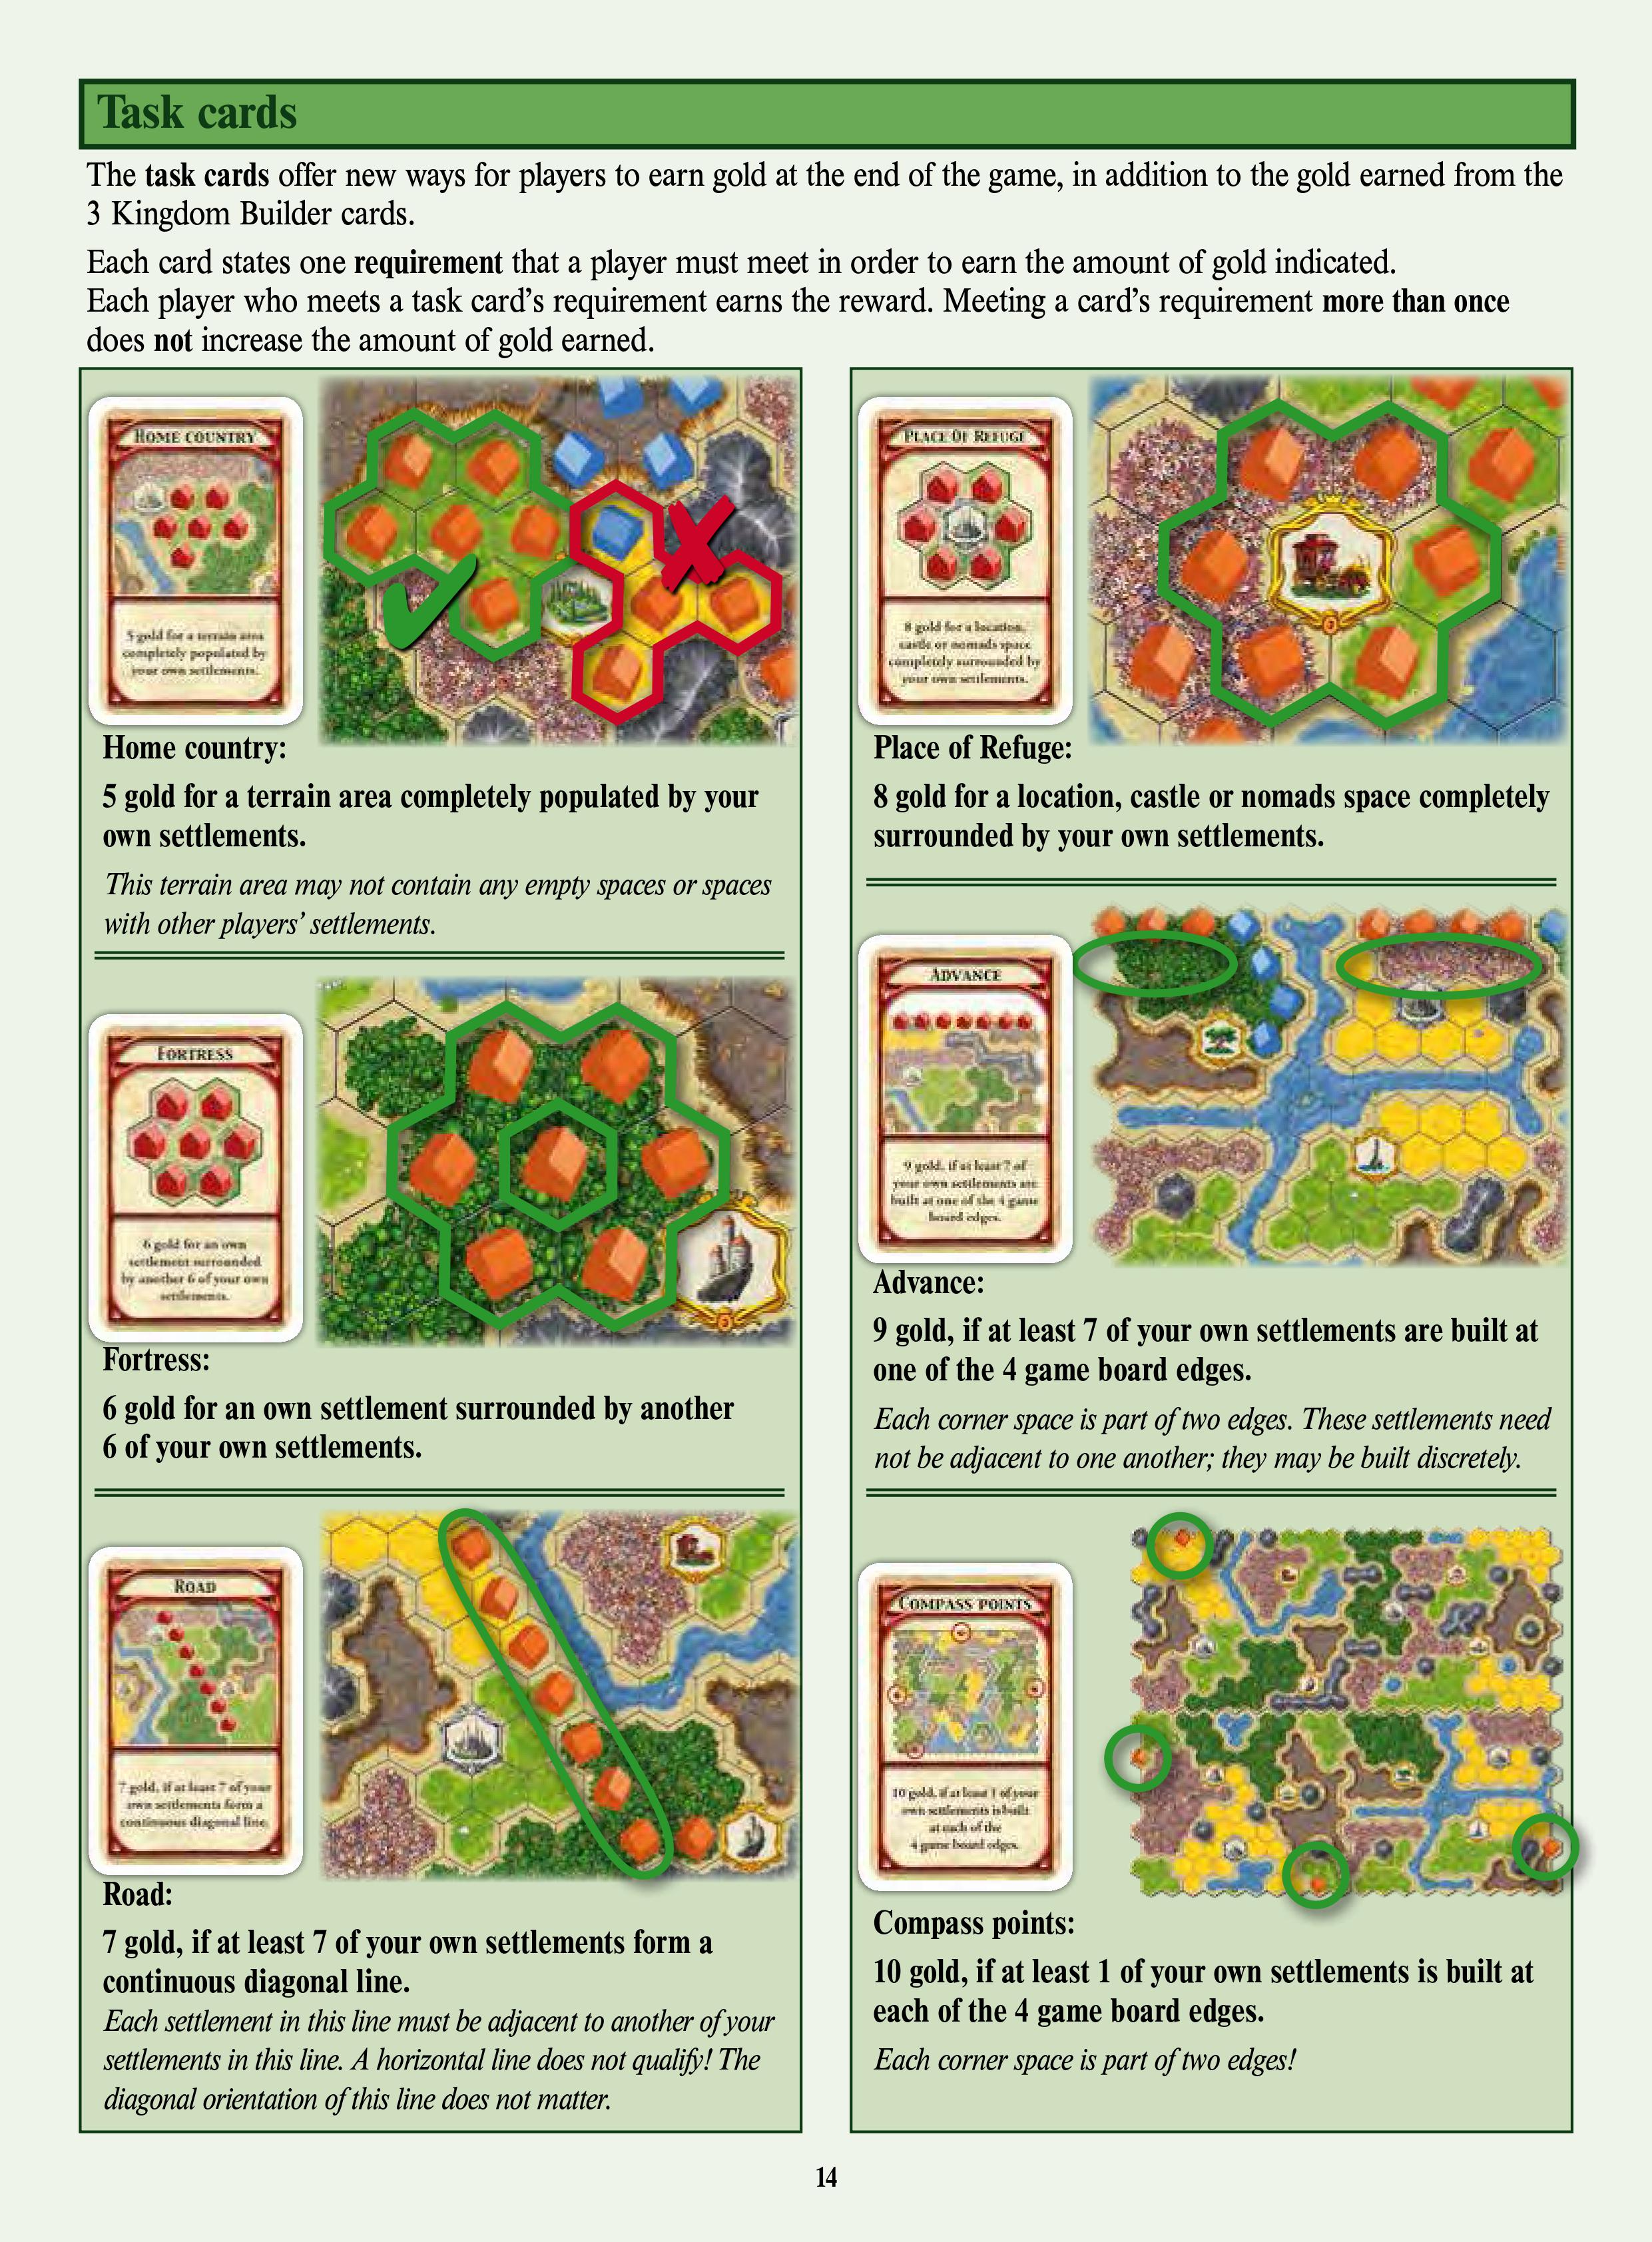 Task cards
The task cards offer new ways for players to earn gold at the end of the game, in addition to the gold earned from the
3 Kingdom Builder cards.
Each card states one requirement that a player must meet in order to earn the amount of gold indicated.
Each player who meets a task card's requirement earns the reward. Meeting a card's requirement more than once
does not increase the amount of gold earned.
HOME COUNTRY
5 gold for a terrain area
completely populated by
your own settlements.
Home country:
5 gold for a terrain area completely populated by your
own settlements.
This terrain area may not contain any empty spaces or spaces
with other players' settlements.
FORTRESS
6 gold for an own
settlement surrounded
by another 6 of your own
settlements.
Fortress:
6 gold for an own settlement surrounded by another
6 of your own settlements.
ROAD
7 gold, if at least 7 of your
own settlements form a
continuous diagonal line.
Road:
7 gold, if at least 7 of your own settlements form a
continuous diagonal line.
Each settlement in this line must be adjacent to another of your
settlements in this line. A horizontal line does not qualify! The
diagonal orientation of this line does not matter.
PLACE OF REFUGE
8 gold for a location,
castle or nomads space
completely surrounded by
your own settlements.
Place of Refuge:
8 gold for a location, castle or nomads space completely
surrounded by your own settlements.
ADVANCE
9 gold, if at least 7 of
your own settlements are
built at one of the 4 game
board edges.
Advance:
9 gold, if at least 7 of your own settlements are built at
one of the 4 game board edges.
Each corner space is part of two edges. These settlements need
not be adjacent to one another; they may be built discretely.
COMPASS POINTS
10 gold, if at least 1 of your
own settlements is built
at each of the
4 game board edges.
Compass points:
10 gold, if at least 1 of your own settlements is built at
each of the 4 game board edges.
Each corner space is part of two edges!
14